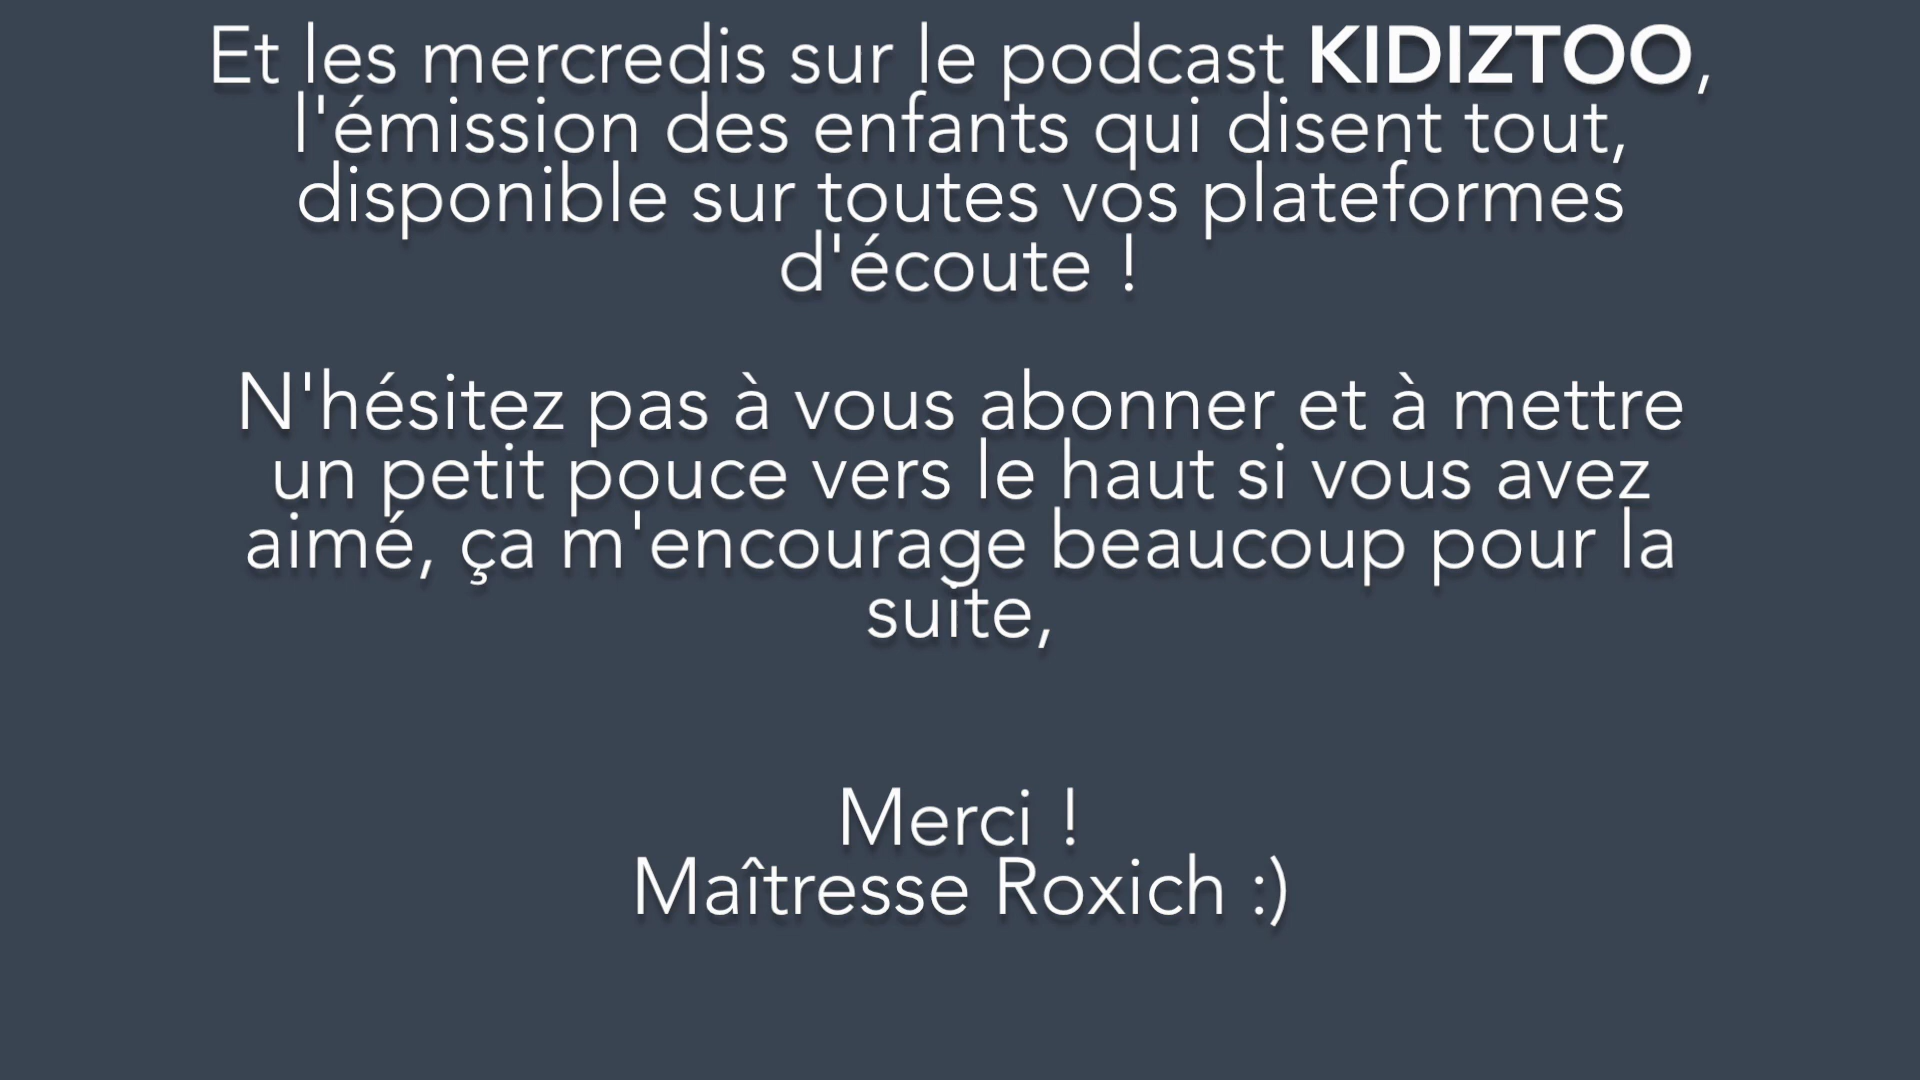 Et les mercredis sur le podcast KIDIZTOO,
l'émission des enfants qui disent tout,
disponible sur toutes vos plateformes
d'écoute !
N'hésitez pas à vous abonner et à mettre
un petit pouce vers le haut si vous avez
aimé, ça m'encourage beaucoup pour la
suite,
Merci !
Maîtresse Roxich :)